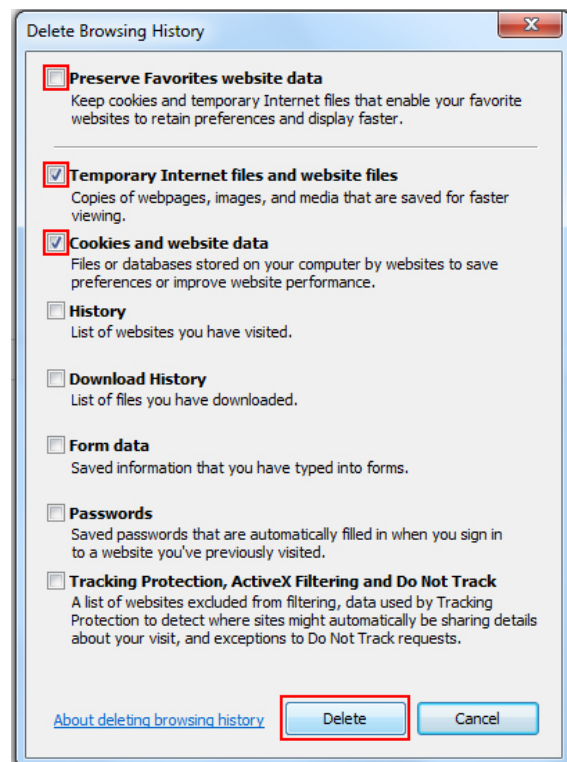 Delete Browsing History
Preserve Favorites website data
Keep cookies and temporary Internet files that enable your favorite
websites to retain preferences and display faster.
Temporary Internet files and website files
Copies of webpages, images, and media that are saved for faster
viewing.
Cookies and website data
Files or databases stored on your computer by websites to save
preferences or improve website performance.
History
List of websites you have visited.
Download History
List of files you have downloaded.
Form data
Saved information that you have typed into forms.
Passwords
Saved passwords that are automatically filled in when you sign in
to a website you've previously visited.
Tracking Protection, ActiveX Filtering and Do Not Track
A list of websites excluded from filtering, data used by Tracking
Protection to detect where sites might automatically be sharing details
about your visit, and exceptions to Do Not Track requests.
About deleting browsing history Delete Cancel